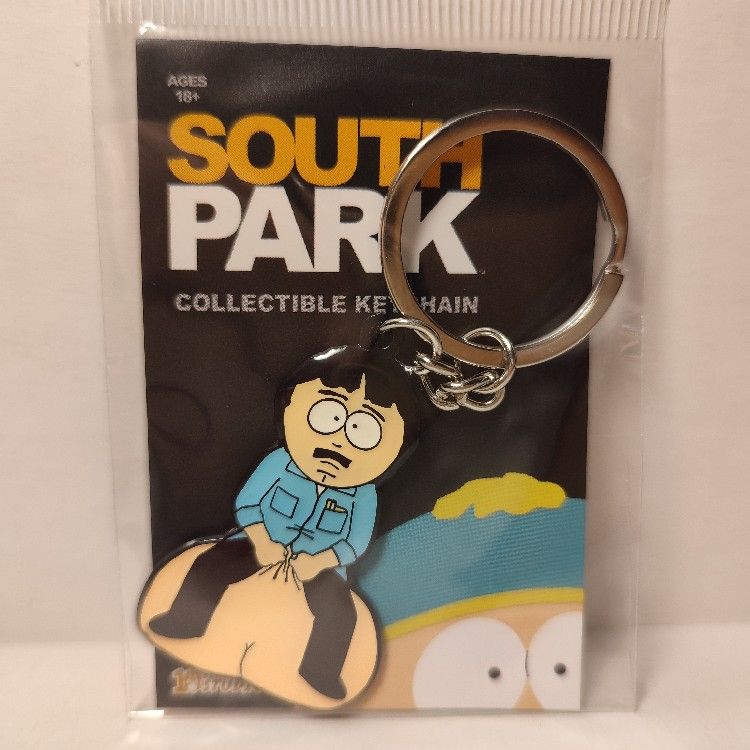 AGES
18+
SOUTH
PARK
COLLECTIBLE KEYCHAIN